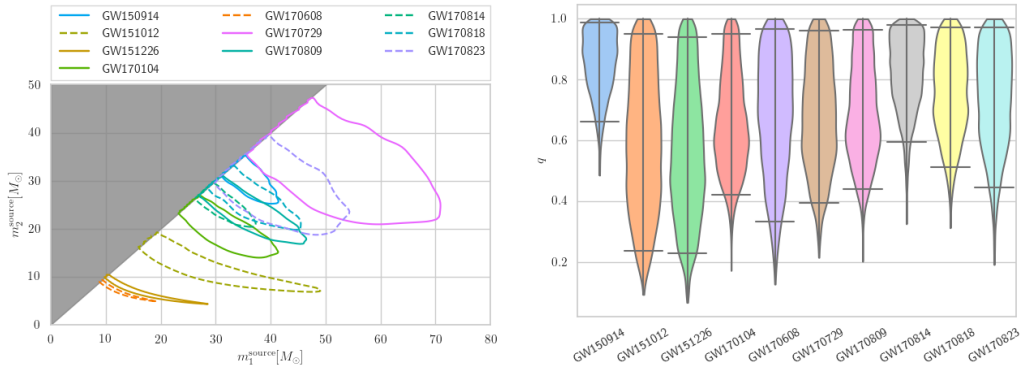 GW150914 GW170608 GW170814
GW151012 GW170729 GW170818
GW151226 GW170809 GW170823
GW170104
50
40
30
20
10
0
m₂^source [M⊙]
0 10 20 30 40 50 60 70 80
m₁^source [M⊙]
1.0
0.8
0.6
0.4
0.2
q
GW150914 GW151012 GW151226 GW170104 GW170608 GW170729 GW170809 GW170814 GW170818 GW170823